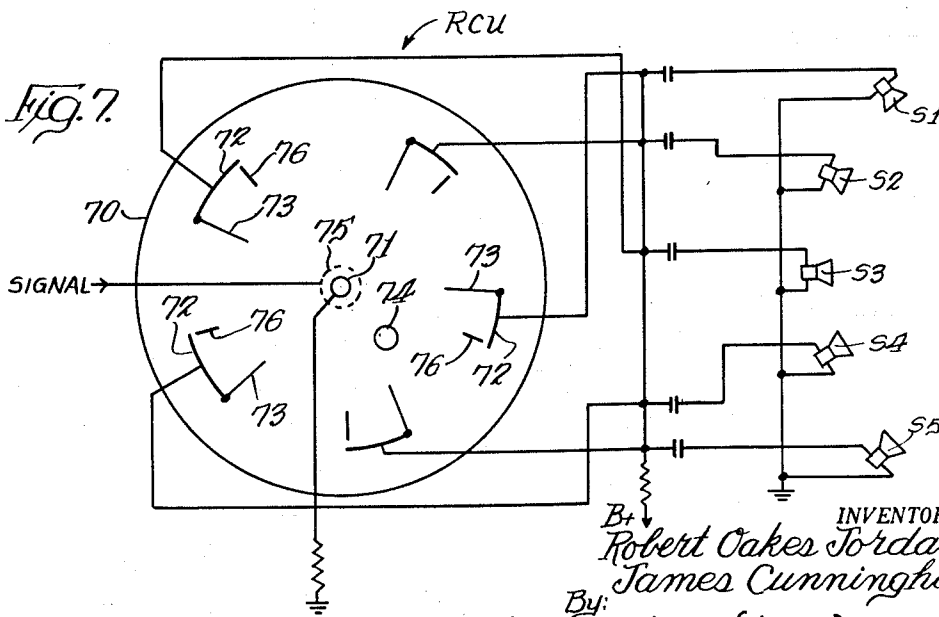 RCU
Fig. 7.
S1
72
76
S2
70
73
75
71
73
S3
SIGNAL
74
72
76
76
72
S4
73
S5
B+
INVENTOR
Robert Oakes Jorda
James Cunningh
By: